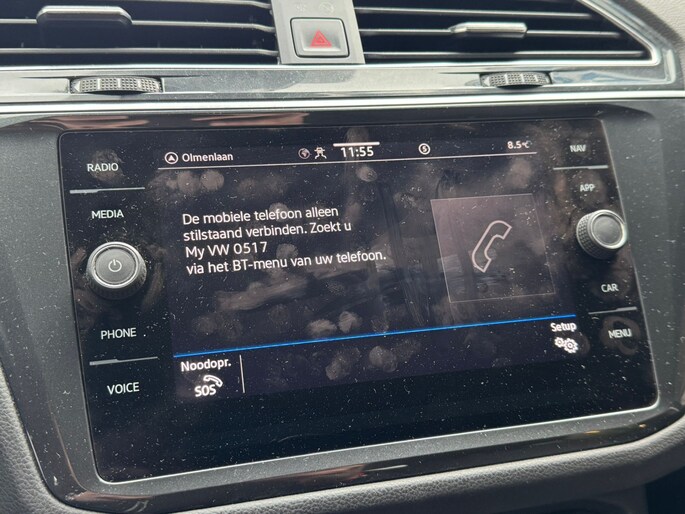 RADIO
MEDIA
PHONE
VOICE
Olmenlaan
11:55
S
8.5°C
De mobiele telefoon alleen
stilstaand verbinden. Zoekt u
My VW 0517
via het BT-menu van uw telefoon.
Noodopr.
SOS
Setup
NAV
APP
CAR
MENU